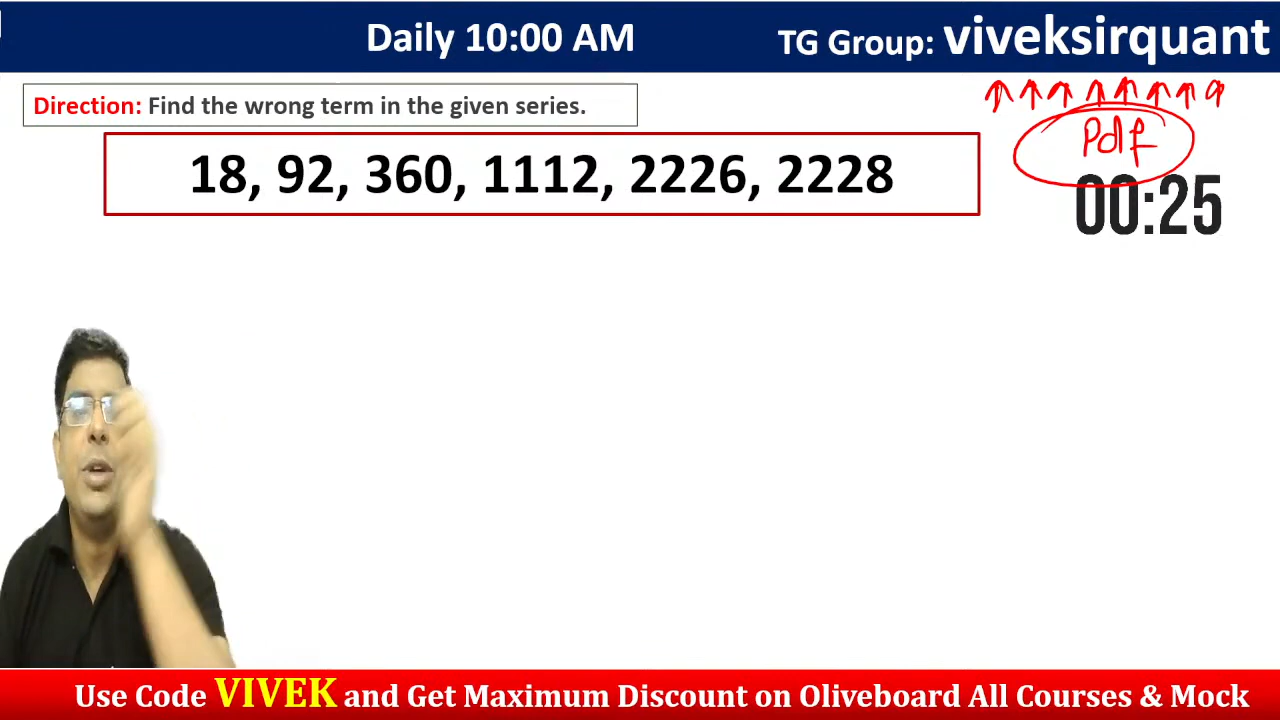 Daily 10:00 AM
TG Group: viveksirquant
Direction: Find the wrong term in the given series.
Pdf
18, 92, 360, 1112, 2226, 2228
00:25
Use Code VIVEK and Get Maximum Discount on Oliveboard All Courses & Mock